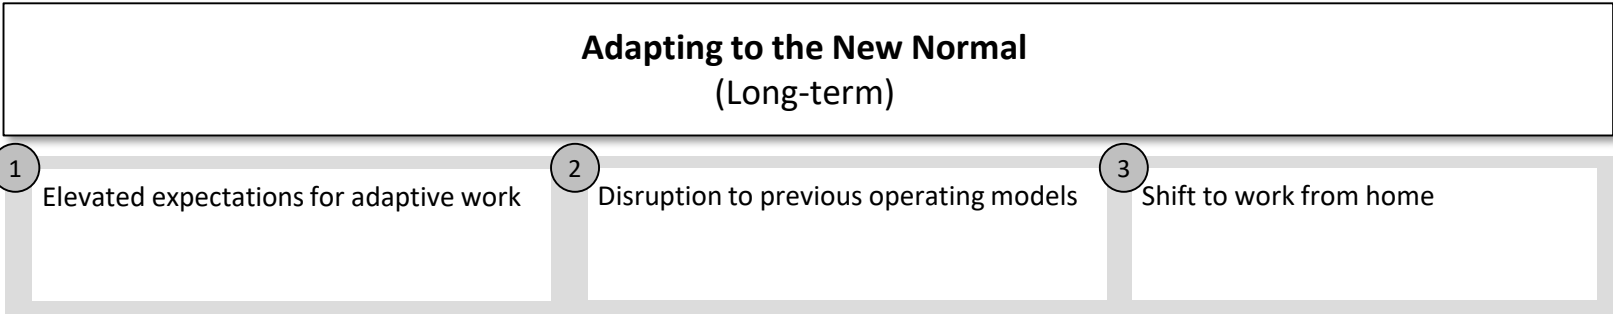 Adapting to the New Normal
(Long-term)
1
Elevated expectations for adaptive work
2
Disruption to previous operating models
3
Shift to work from home